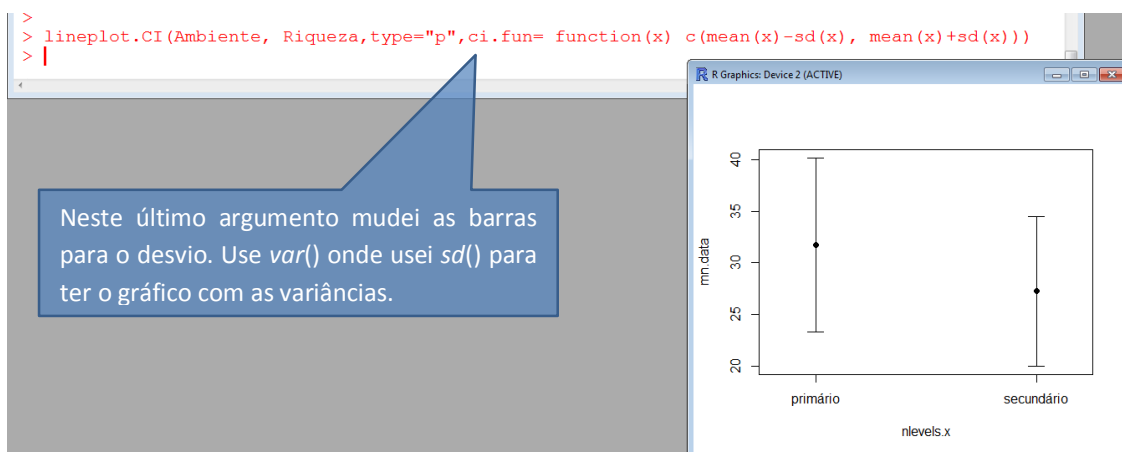 >
> lineplot.CI(Ambiente, Riqueza,type="p",ci.fun= function(x) c(mean(x)-sd(x), mean(x)+sd(x)))
>
R Graphics: Device 2 (ACTIVE)
Neste último argumento mudei as barras
para o desvio. Use var() onde usei sd() para
ter o gráfico com as variâncias.
mn.data
40
35
30
25
20
primário
secundário
nlevels.x